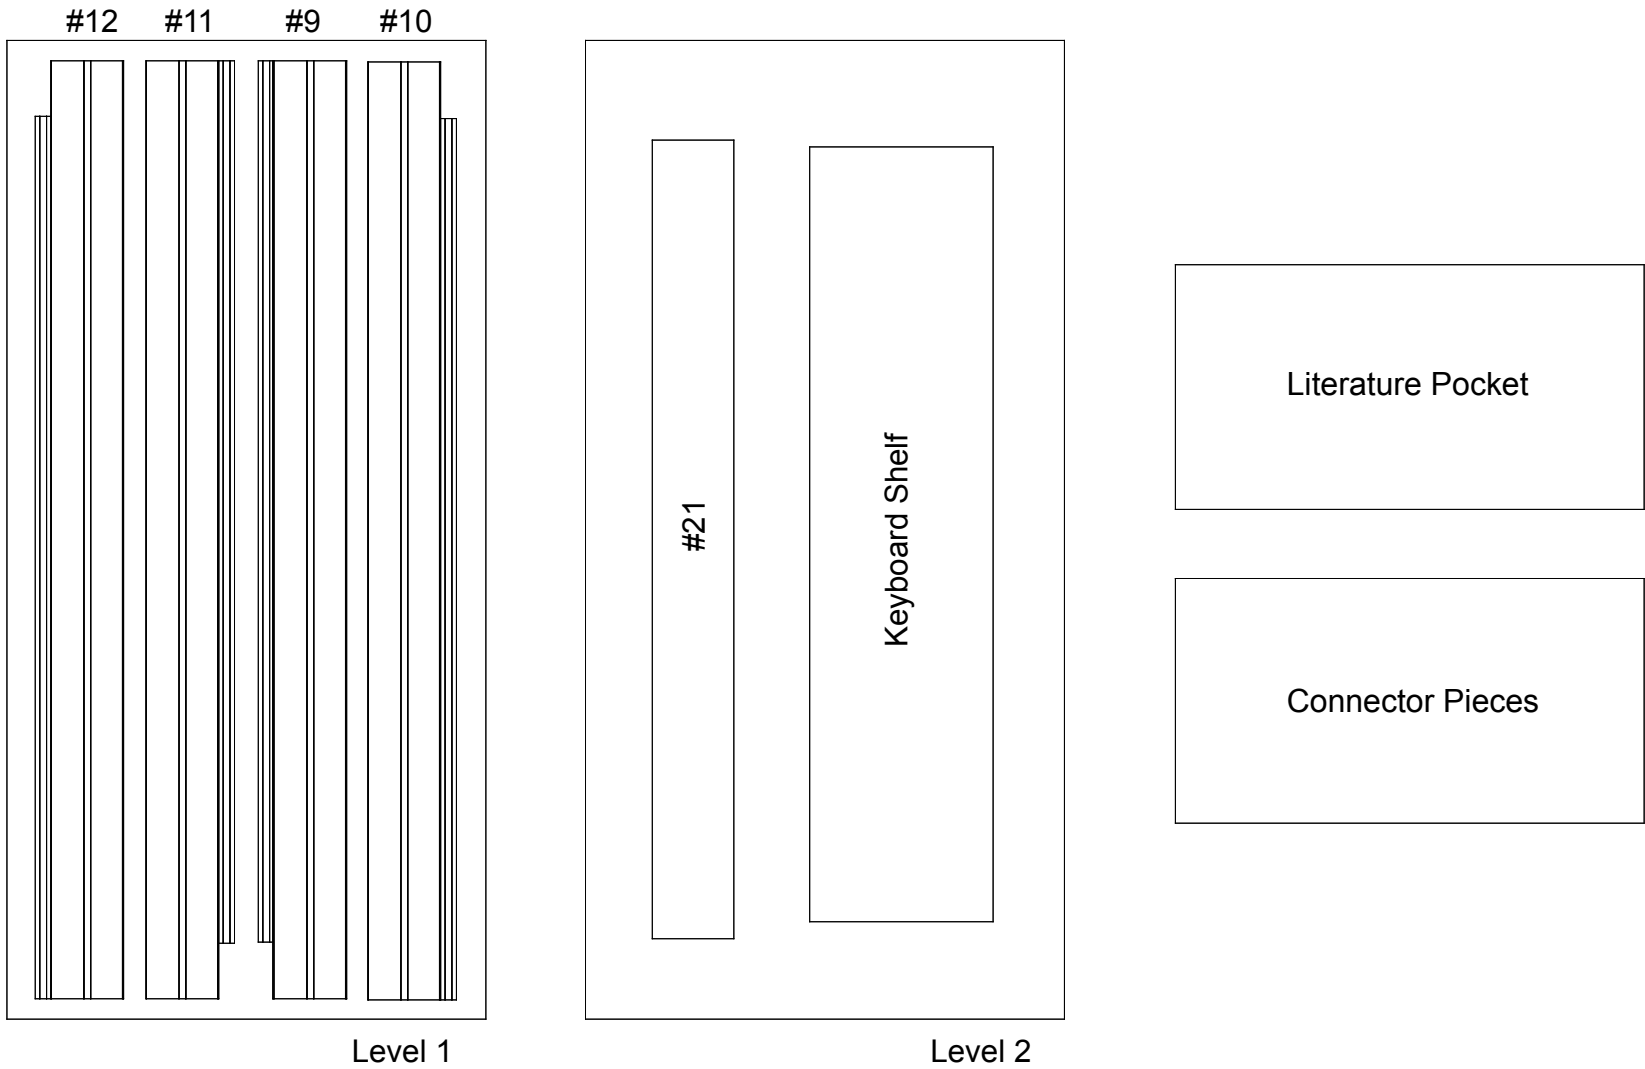 #12
#11
#9
#10
#21
Keyboard Shelf
Literature Pocket
Connector Pieces
Level 1
Level 2